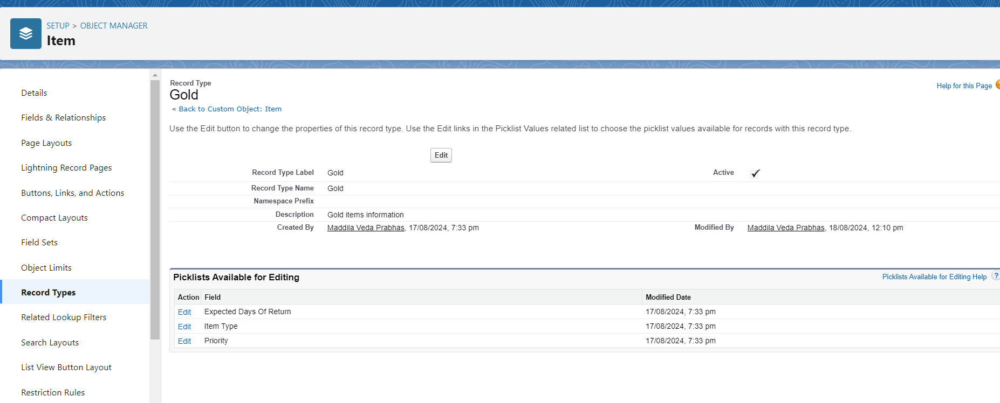 SETUP > OBJECT MANAGER
Item
Details
Fields & Relationships
Page Layouts
Lightning Record Pages
Buttons, Links, and Actions
Compact Layouts
Field Sets
Object Limits
Record Types
Related Lookup Filters
Search Layouts
List View Button Layout
Restriction Rules
Record Type
Gold
Help for this Page
« Back to Custom Object: Item
Use the Edit button to change the properties of this record type. Use the Edit links in the Picklist Values related list to choose the picklist values available for records with this record type.
Edit
Record Type Label Gold Active
Record Type Name Gold
Namespace Prefix
Description Gold items information
Created By Maddila Veda Prabhas, 17/08/2024, 7:33 pm Modified By Maddila Veda Prabhas, 18/08/2024, 12:10 pm
Picklists Available for Editing Picklists Available for Editing Help ?
Action Field Modified Date
Edit Expected Days Of Return 17/08/2024, 7:33 pm
Edit Item Type 17/08/2024, 7:33 pm
Edit Priority 17/08/2024, 7:33 pm